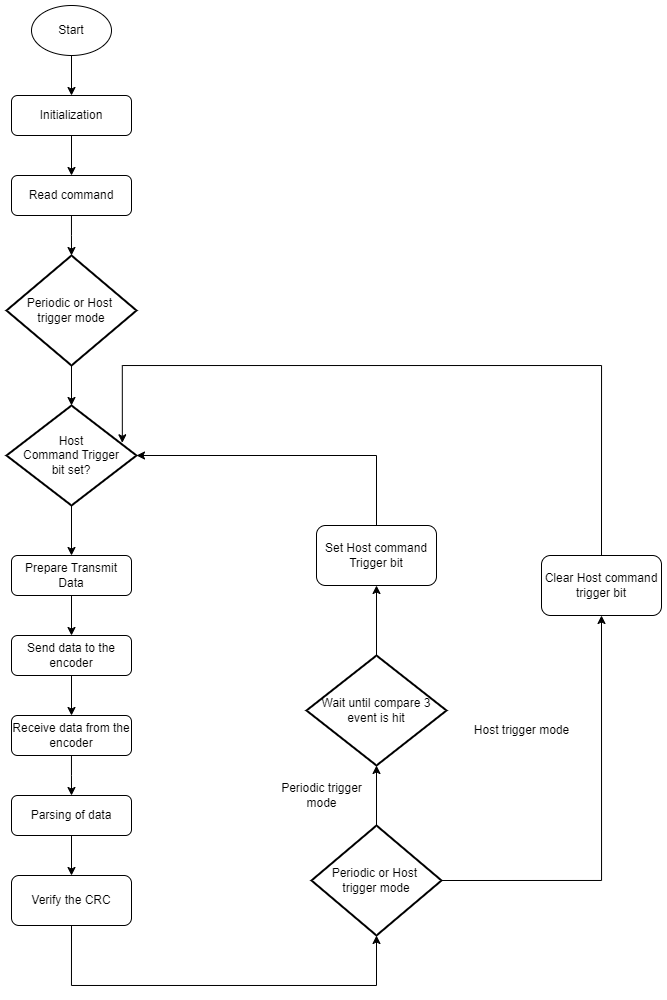 Start
Initialization
Read command
Periodic or Host
trigger mode
Host
Command Trigger
bit set?
Prepare Transmit
Data
Send data to the
encoder
Receive data from the
encoder
Parsing of data
Verify the CRC
Periodic or Host
trigger mode
Periodic trigger
mode
Wait until compare 3
event is hit
Set Host command
Trigger bit
Host trigger mode
Clear Host command
trigger bit